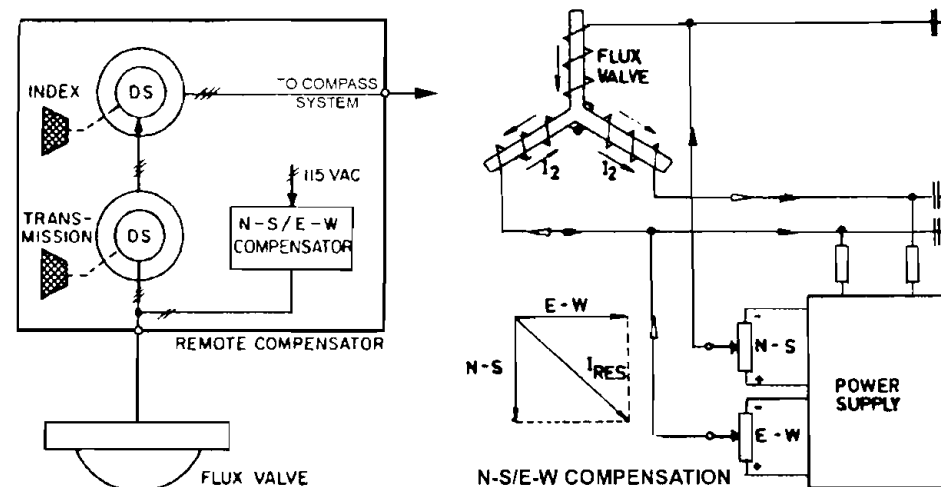 INDEX
DS
TO COMPASS
SYSTEM
115 VAC
TRANS-
MISSION
DS
N-S/E-W
COMPENSATOR
REMOTE COMPENSATOR
FLUX VALVE
FLUX
VALVE
I2
I2
E-W
N-S
IRES.
-
N-S
+
-
E-W
+
POWER
SUPPLY
N-S/E-W COMPENSATION